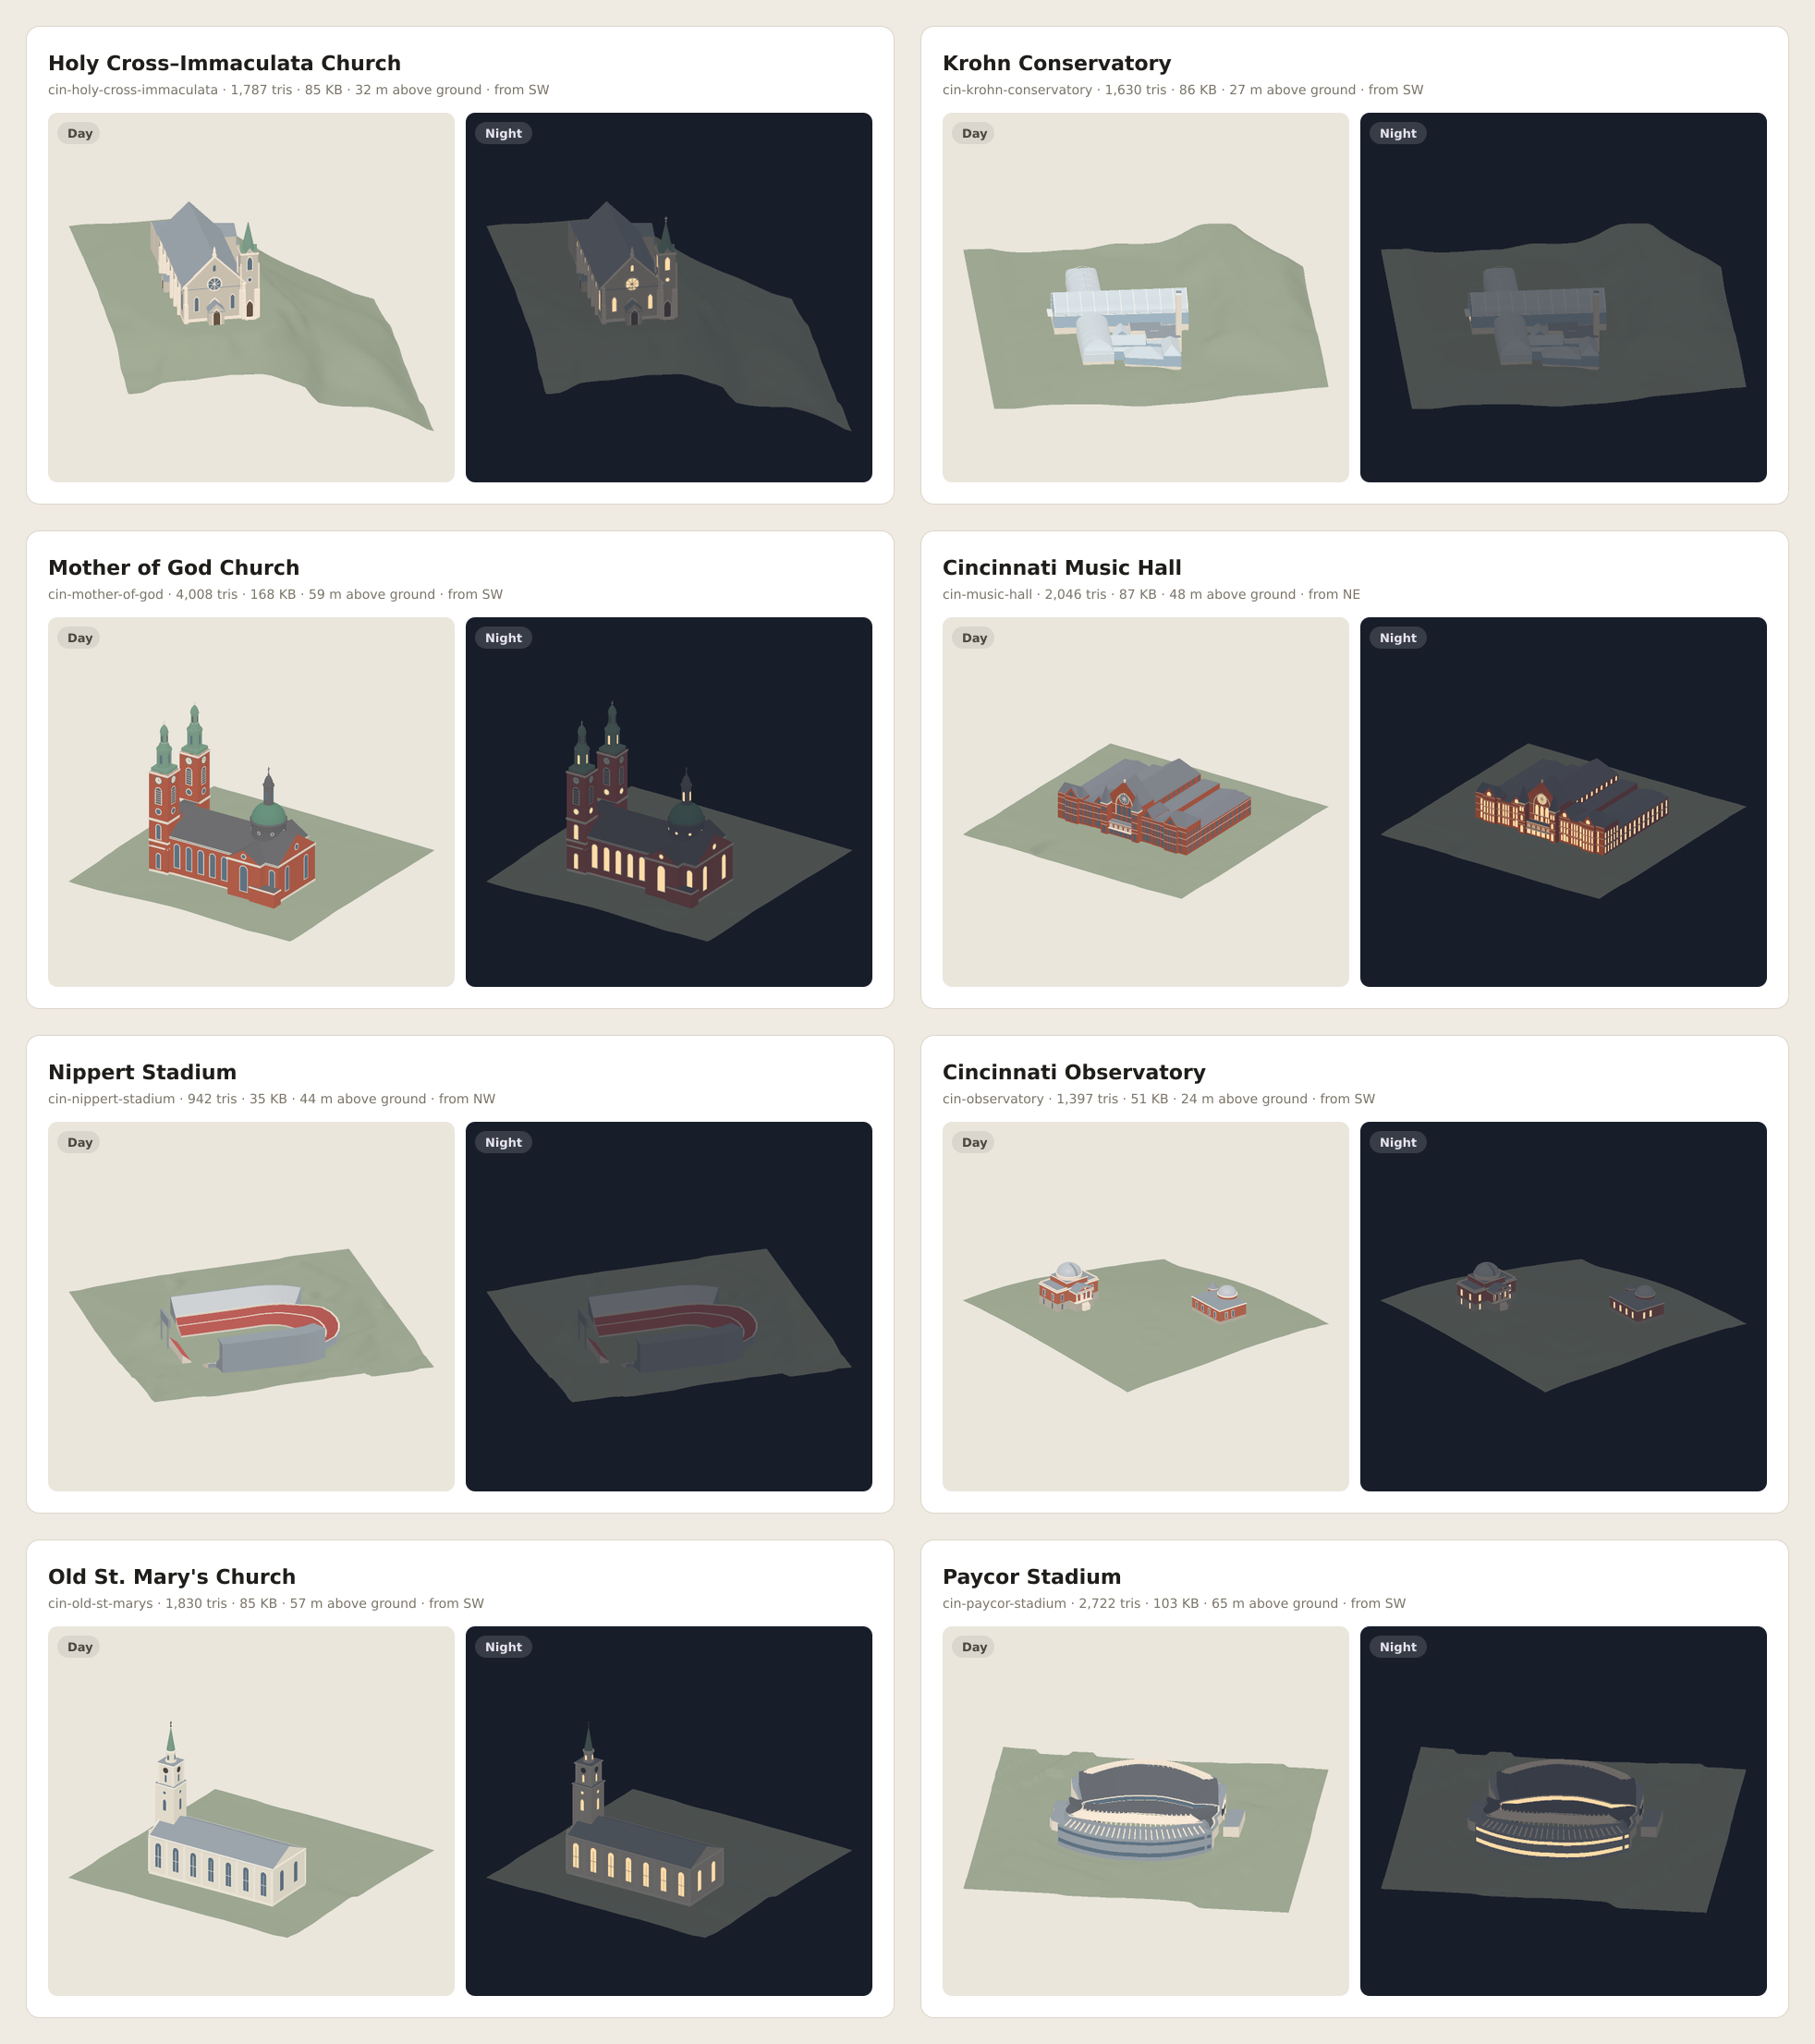 Holy Cross–Immaculata Church
cin-holy-cross-immaculata · 1,787 tris · 85 KB · 32 m above ground · from SW
Day
Night
Krohn Conservatory
cin-krohn-conservatory · 1,630 tris · 86 KB · 27 m above ground · from SW
Day
Night
Mother of God Church
cin-mother-of-god · 4,008 tris · 168 KB · 59 m above ground · from SW
Day
Night
Cincinnati Music Hall
cin-music-hall · 2,046 tris · 87 KB · 48 m above ground · from NE
Day
Night
Nippert Stadium
cin-nippert-stadium · 942 tris · 35 KB · 44 m above ground · from NW
Day
Night
Cincinnati Observatory
cin-observatory · 1,397 tris · 51 KB · 24 m above ground · from SW
Day
Night
Old St. Mary's Church
cin-old-st-marys · 1,830 tris · 85 KB · 57 m above ground · from SW
Day
Night
Paycor Stadium
cin-paycor-stadium · 2,722 tris · 103 KB · 65 m above ground · from SW
Day
Night